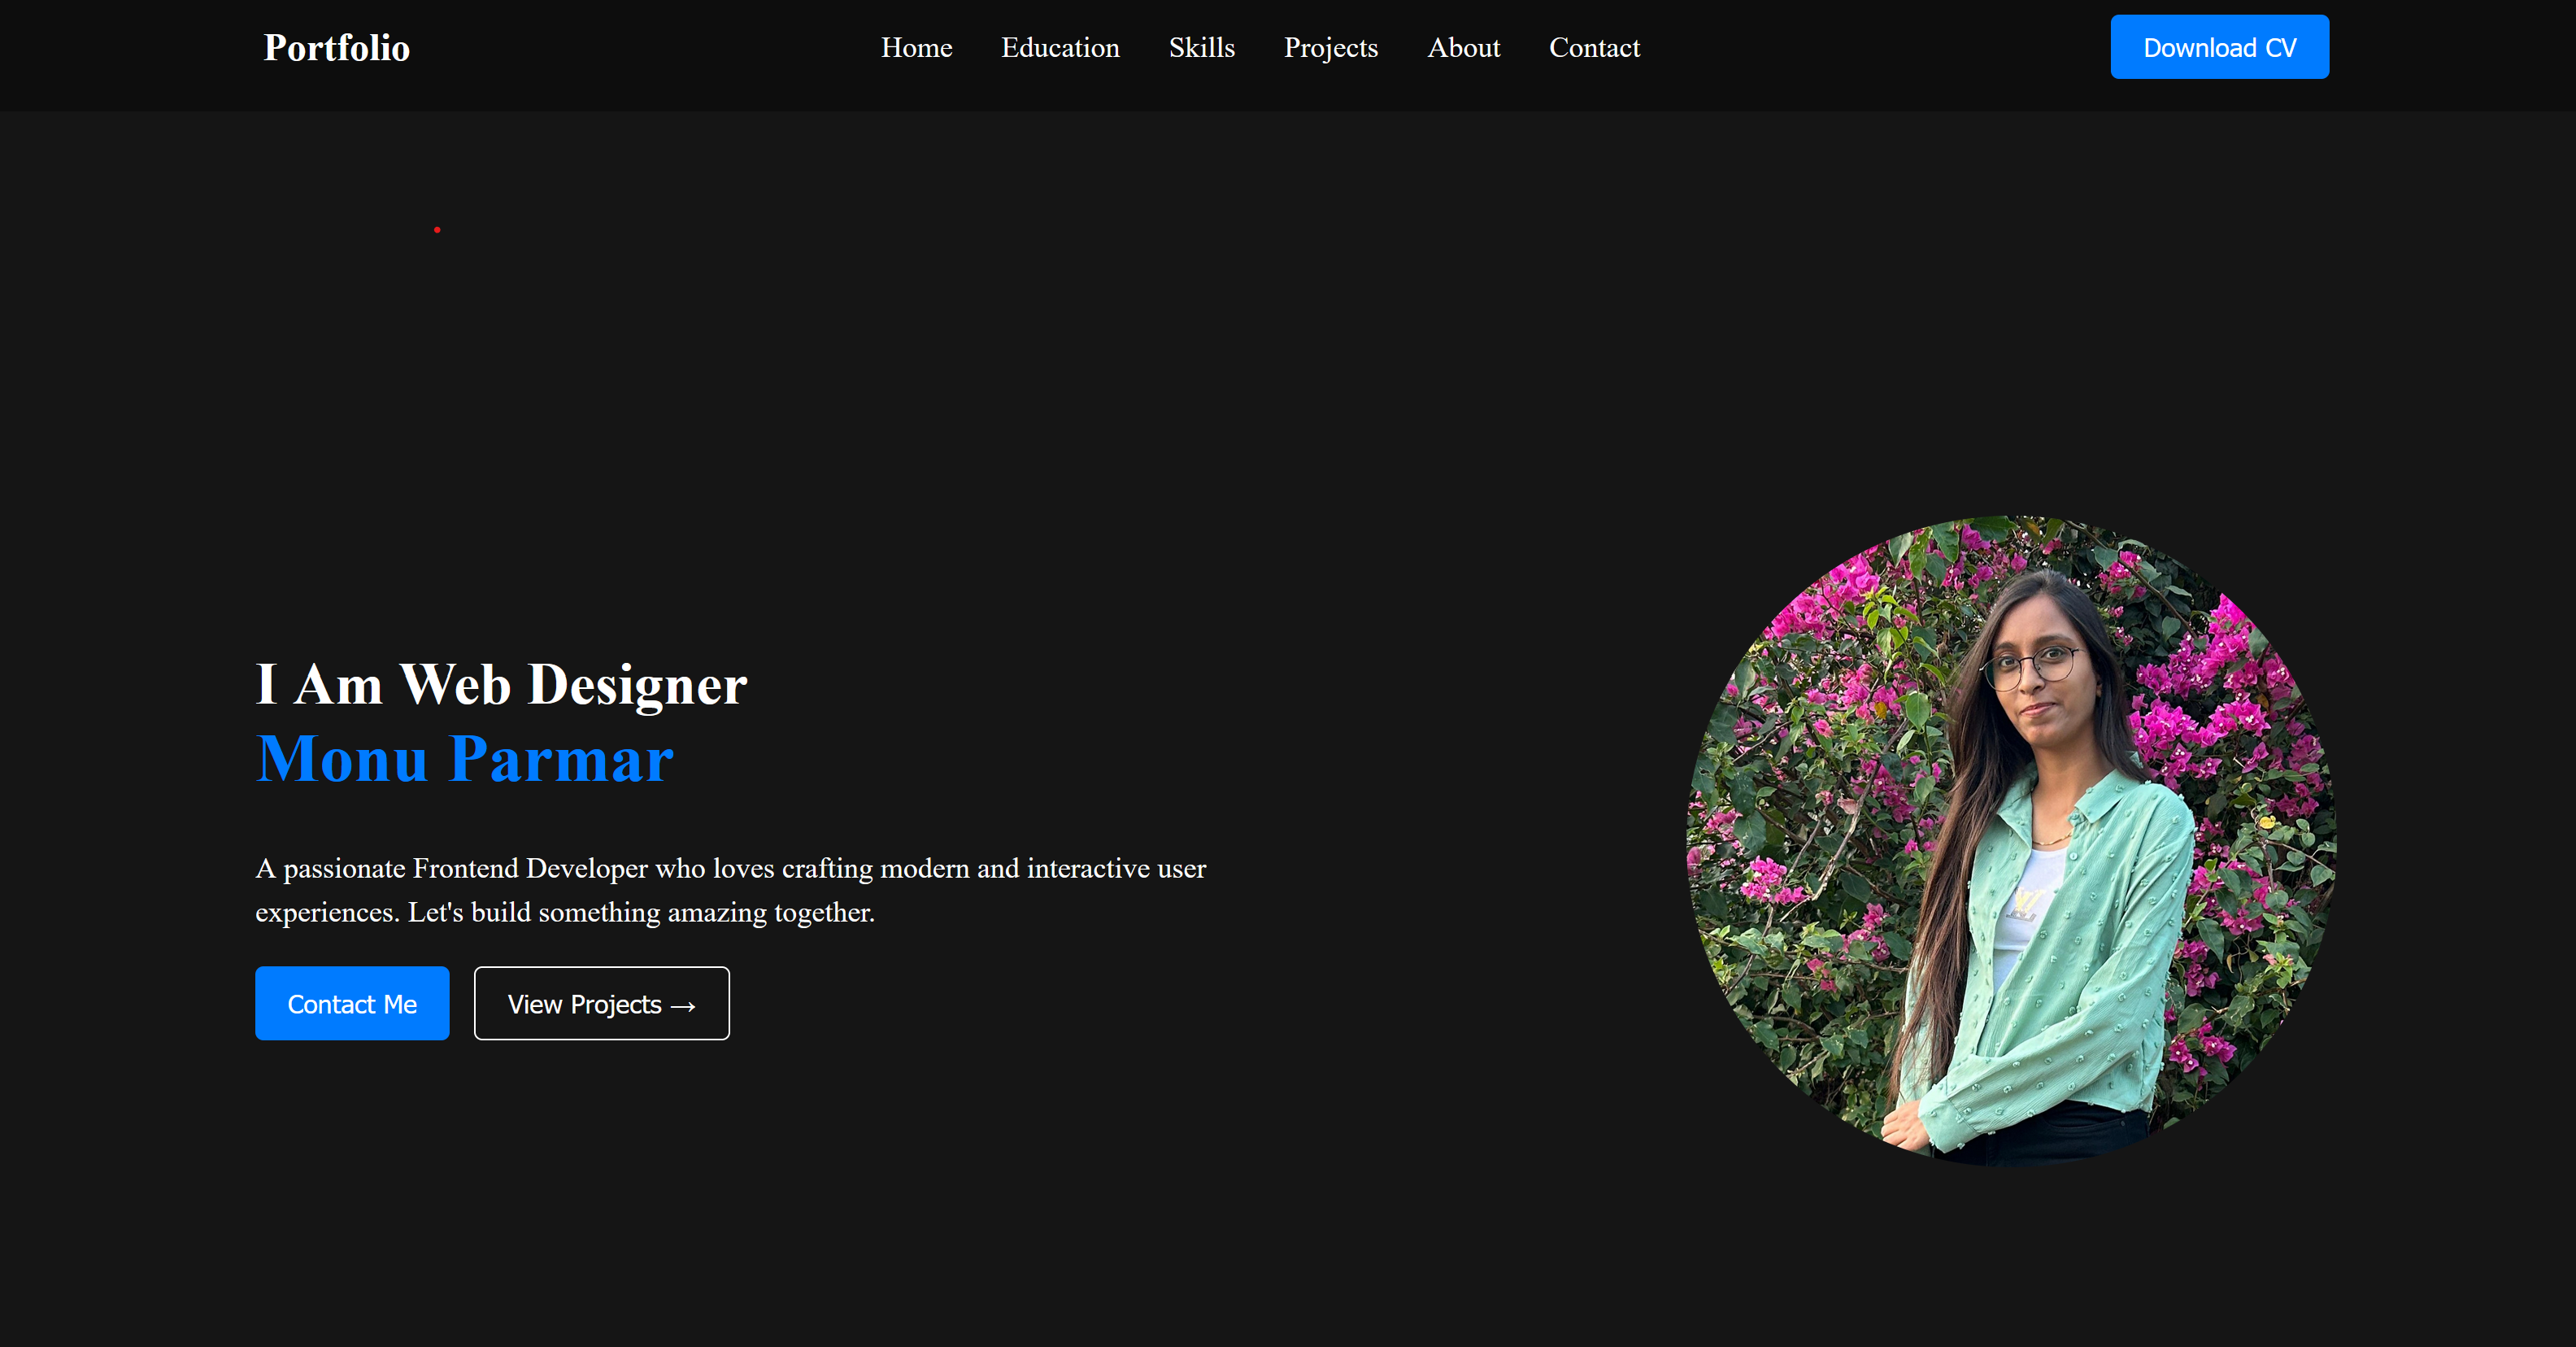 Portfolio
Home Education Skills Projects About Contact
Download CV
I Am Web Designer
Monu Parmar
A passionate Frontend Developer who loves crafting modern and interactive user
experiences. Let's build something amazing together.
Contact Me
View Projects →